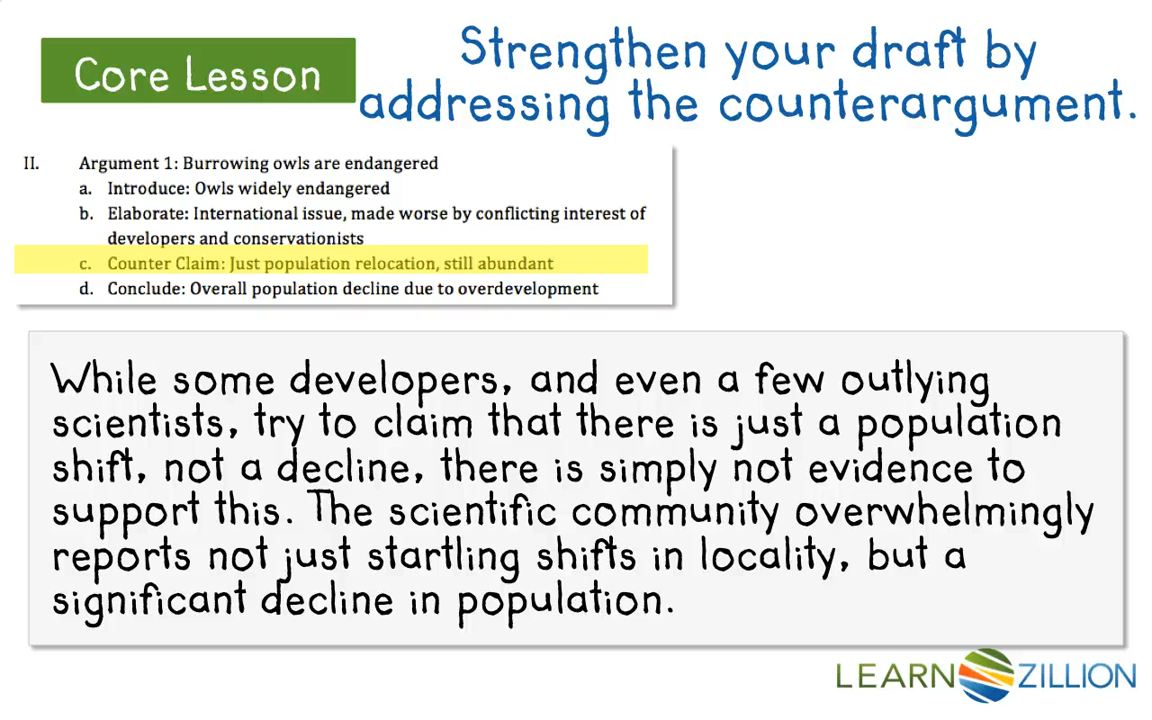 Core Lesson
Strengthen your draft by
addressing the counterargument.
II. Argument 1: Burrowing owls are endangered
a. Introduce: Owls widely endangered
b. Elaborate: International issue, made worse by conflicting interest of
developers and conservationists
c. Counter Claim: Just population relocation, still abundant
d. Conclude: Overall population decline due to overdevelopment
While some developers, and even a few outlying
scientists, try to claim that there is just a population
shift, not a decline, there is simply not evidence to
support this. The scientific community overwhelmingly
reports not just startling shifts in locality, but a
significant decline in population.
LEARN ZILLION